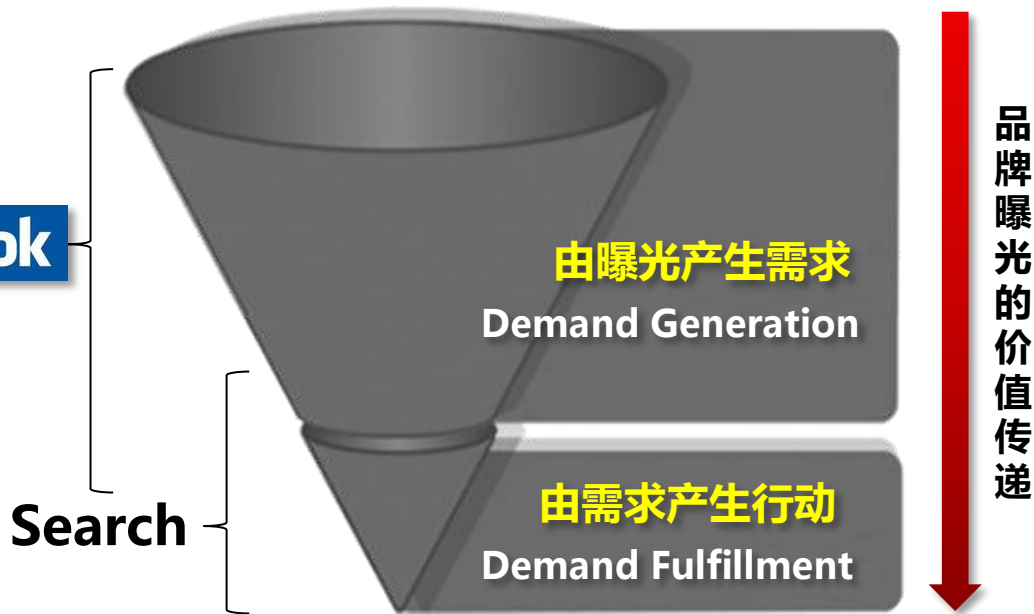 ok
由曝光产生需求
Demand Generation
Search
由需求产生行动
Demand Fulfillment
品牌曝光的价值传递